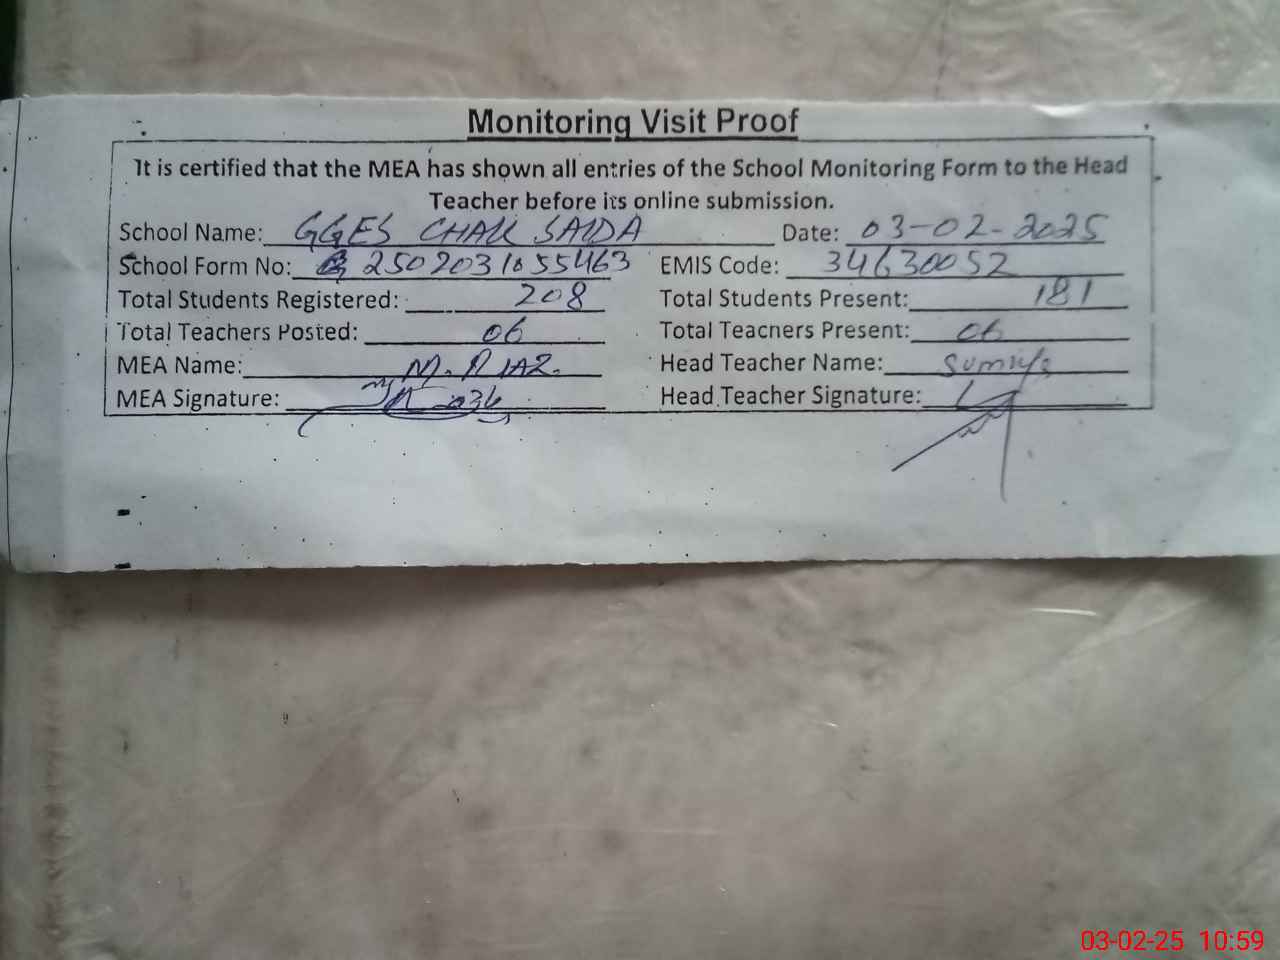 Monitoring Visit Proof
It is certified that the MEA has shown all entries of the School Monitoring Form to the Head
Teacher before its online submission.
School Name: GGES CHAK SAIDA Date: 03-02-2025
School Form No: 25020310 55463 EMIS Code: 34630052
Total Students Registered: 208 Total Students Present: 181
Total Teachers Posted: 06 Total Teachers Present: 06
MEA Name: M. RIAZ. Head Teacher Name:
MEA Signature: Head Teacher Signature:
03-02-25 10:59